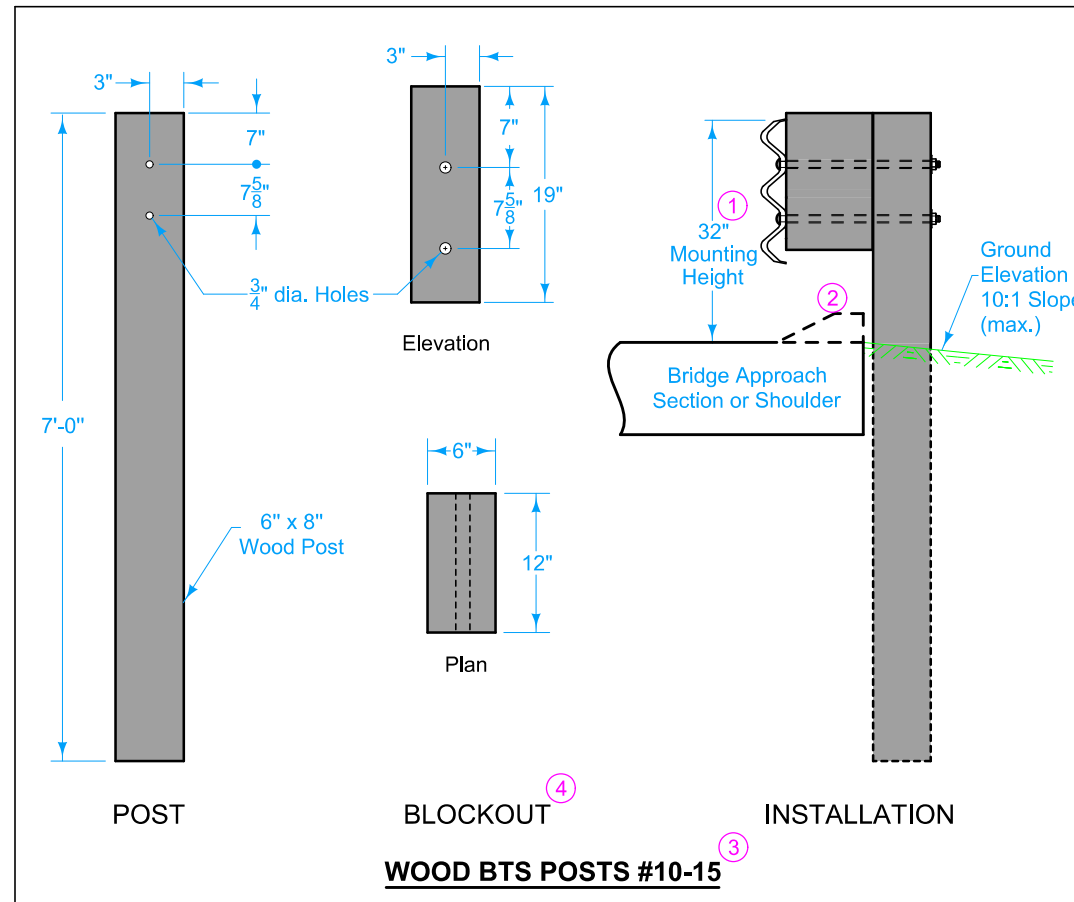 3"
7"
7 5/8"
3/4" dia. Holes
7'-0"
6" x 8"
Wood Post
POST
3"
7"
7 5/8"
19"
Elevation
6"
12"
Plan
BLOCKOUT 4
1
32"
Mounting
Height
2
Ground
Elevation
10:1 Slope
(max.)
Bridge Approach
Section or Shoulder
INSTALLATION
WOOD BTS POSTS #10-15 3